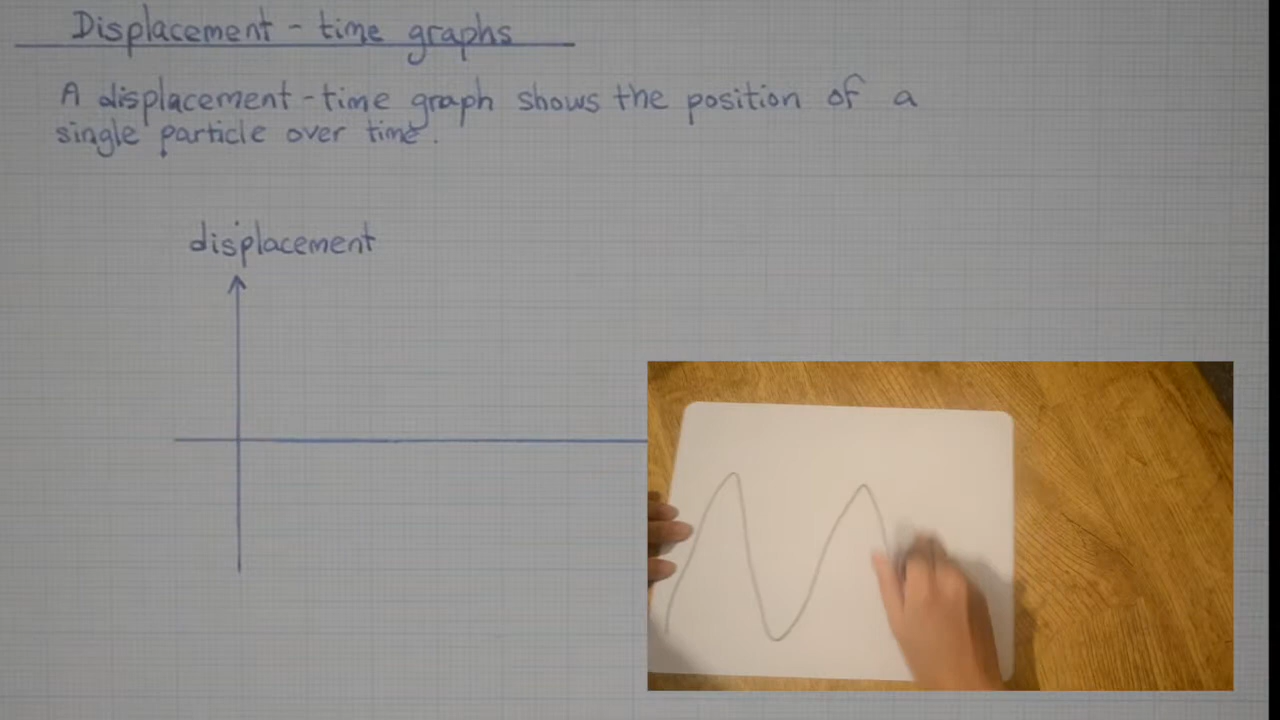 Displacement - time graphs
A displacement-time graph shows the position of a
single particle over time.
displacement